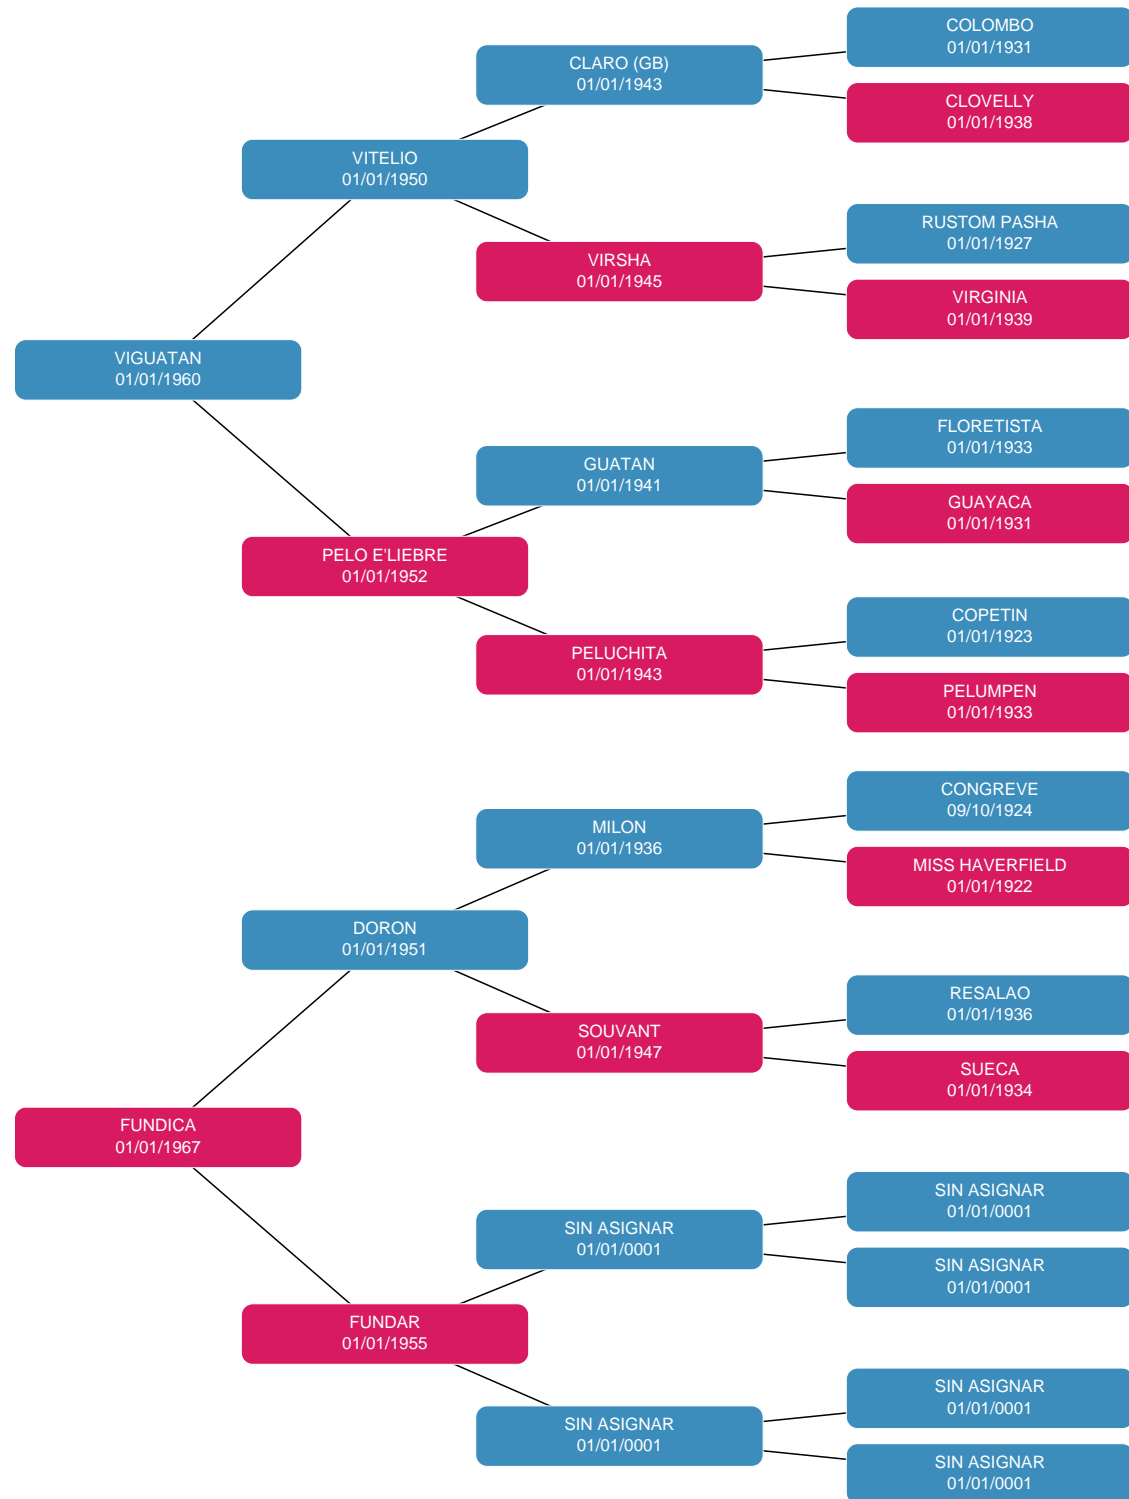 COLOMBO
01/01/1931
CLARO (GB)
01/01/1943
CLOVELLY
01/01/1938
VITELIO
01/01/1950
RUSTOM PASHA
01/01/1927
VIRSHA
01/01/1945
VIRGINIA
01/01/1939
VIGUATAN
01/01/1960
FLORETISTA
01/01/1933
GUATAN
01/01/1941
GUAYACA
01/01/1931
PELO E'LIEBRE
01/01/1952
COPETIN
01/01/1923
PELUCHITA
01/01/1943
PELUMPEN
01/01/1933
CONGREVE
09/10/1924
MILON
01/01/1936
MISS HAVERFIELD
01/01/1922
DORON
01/01/1951
RESALAO
01/01/1936
SOUVANT
01/01/1947
SUECA
01/01/1934
FUNDICA
01/01/1967
SIN ASIGNAR
01/01/0001
SIN ASIGNAR
01/01/0001
SIN ASIGNAR
01/01/0001
FUNDAR
01/01/1955
SIN ASIGNAR
01/01/0001
SIN ASIGNAR
01/01/0001
SIN ASIGNAR
01/01/0001